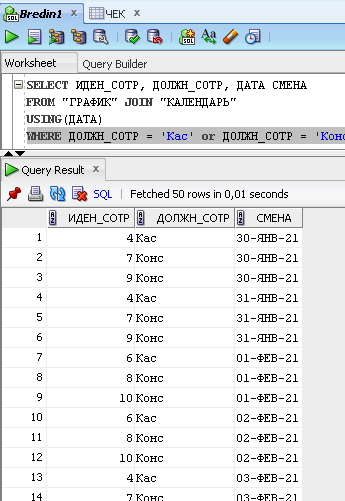 Bredin1 ЧЕК
Worksheet Query Builder
SELECT ИДЕН_СОТР, ДОЛЖН_СОТР, ДАТА СМЕНА
FROM "ГРАФИК" JOIN "КАЛЕНДАРЬ"
USING(ДАТА)
WHERE ДОЛЖН_СОТР = 'Кас' or ДОЛЖН_СОТР = 'Конс
Query Result
SQL | Fetched 50 rows in 0,01 seconds
ИДЕН_СОТР ДОЛЖН_СОТР СМЕНА
1 4 Кас 30-ЯНВ-21
2 7 Конс 30-ЯНВ-21
3 9 Конс 30-ЯНВ-21
4 4 Кас 31-ЯНВ-21
5 7 Конс 31-ЯНВ-21
6 9 Конс 31-ЯНВ-21
7 6 Кас 01-ФЕВ-21
8 8 Конс 01-ФЕВ-21
9 10 Конс 01-ФЕВ-21
10 6 Кас 02-ФЕВ-21
11 8 Конс 02-ФЕВ-21
12 10 Конс 02-ФЕВ-21
13 4 Кас 03-ФЕВ-21
14 7 Конс 03-ФЕВ-21